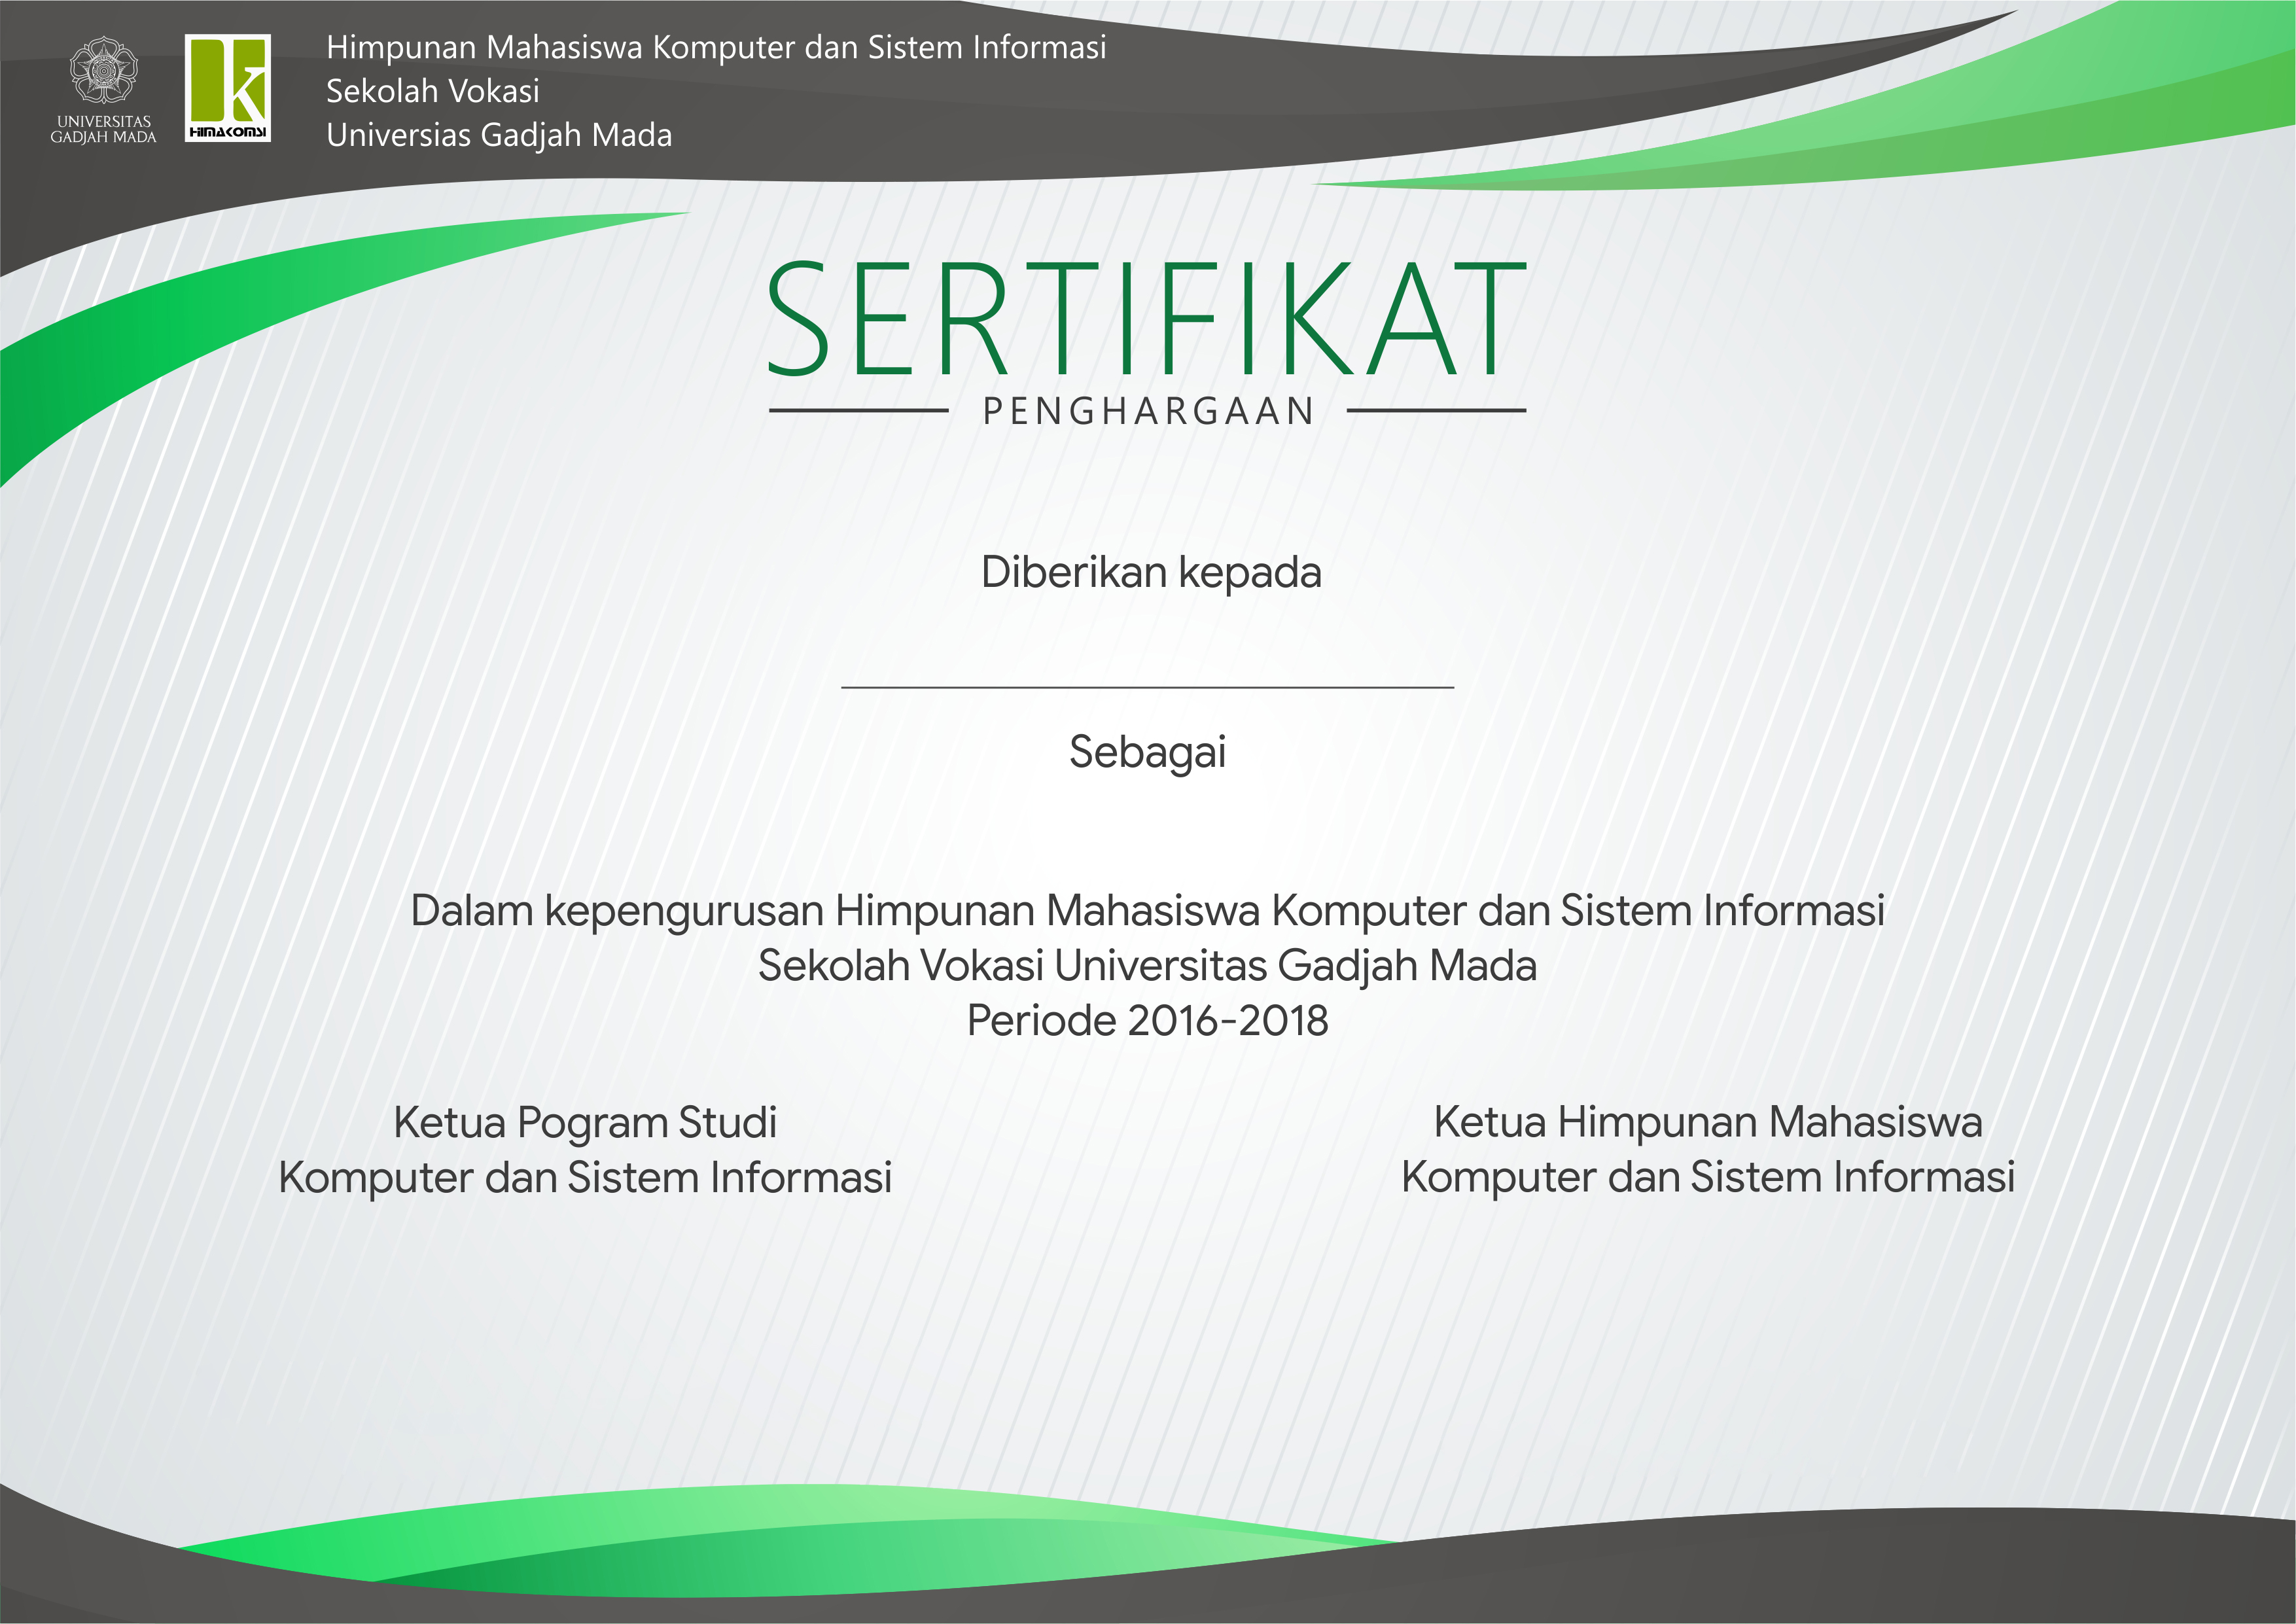 UNIVERSITAS
GADJAH MADA
HIMAKOMSI
Himpunan Mahasiswa Komputer dan Sistem Informasi
Sekolah Vokasi
Universias Gadjah Mada
SERTIFIKAT
PENGHARGAAN
Diberikan kepada
Sebagai
Dalam kepengurusan Himpunan Mahasiswa Komputer dan Sistem Informasi
Sekolah Vokasi Universitas Gadjah Mada
Periode 2016-2018
Ketua Pogram Studi
Komputer dan Sistem Informasi
Ketua Himpunan Mahasiswa
Komputer dan Sistem Informasi